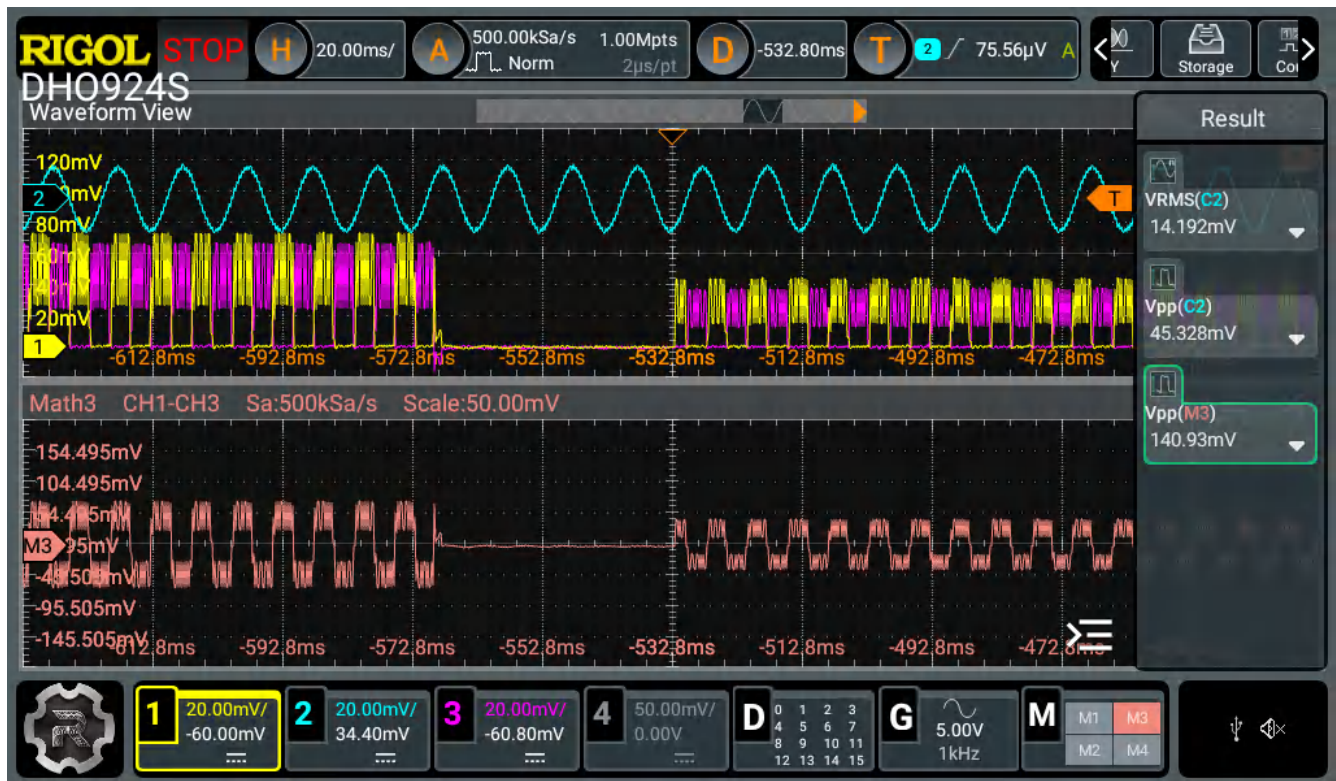 RIGOL STOP H 20.00ms/ A 500.00kSa/s 1.00Mpts D -532.80ms T 2 75.56µV A Storage
Norm 2µs/pt
DHO924S
Waveform View
Result
120mV
2 mV
80mV
20mV
1
T
-612.8ms -592.8ms -572.8ms -552.8ms -532.8ms -512.8ms -492.8ms -472.8ms
VRMS(C2)
14.192mV
Vpp(C2)
45.328mV
Vpp(M3)
140.93mV
Math3 CH1-CH3 Sa:500kSa/s Scale:50.00mV
154.495mV
104.495mV
M3
-95.505mV
-145.505mV
-612.8ms -592.8ms -572.8ms -552.8ms -532.8ms -512.8ms -492.8ms -472.8ms
R
1 20.00mV/ -60.00mV
2 20.00mV/ 34.40mV
3 20.00mV/ -60.80mV
4 50.00mV/ 0.00V
D 0 1 2 3
4 5 6 7
8 9 10 11
12 13 14 15
G 5.00V
1kHz
M M1 M3
M2 M4